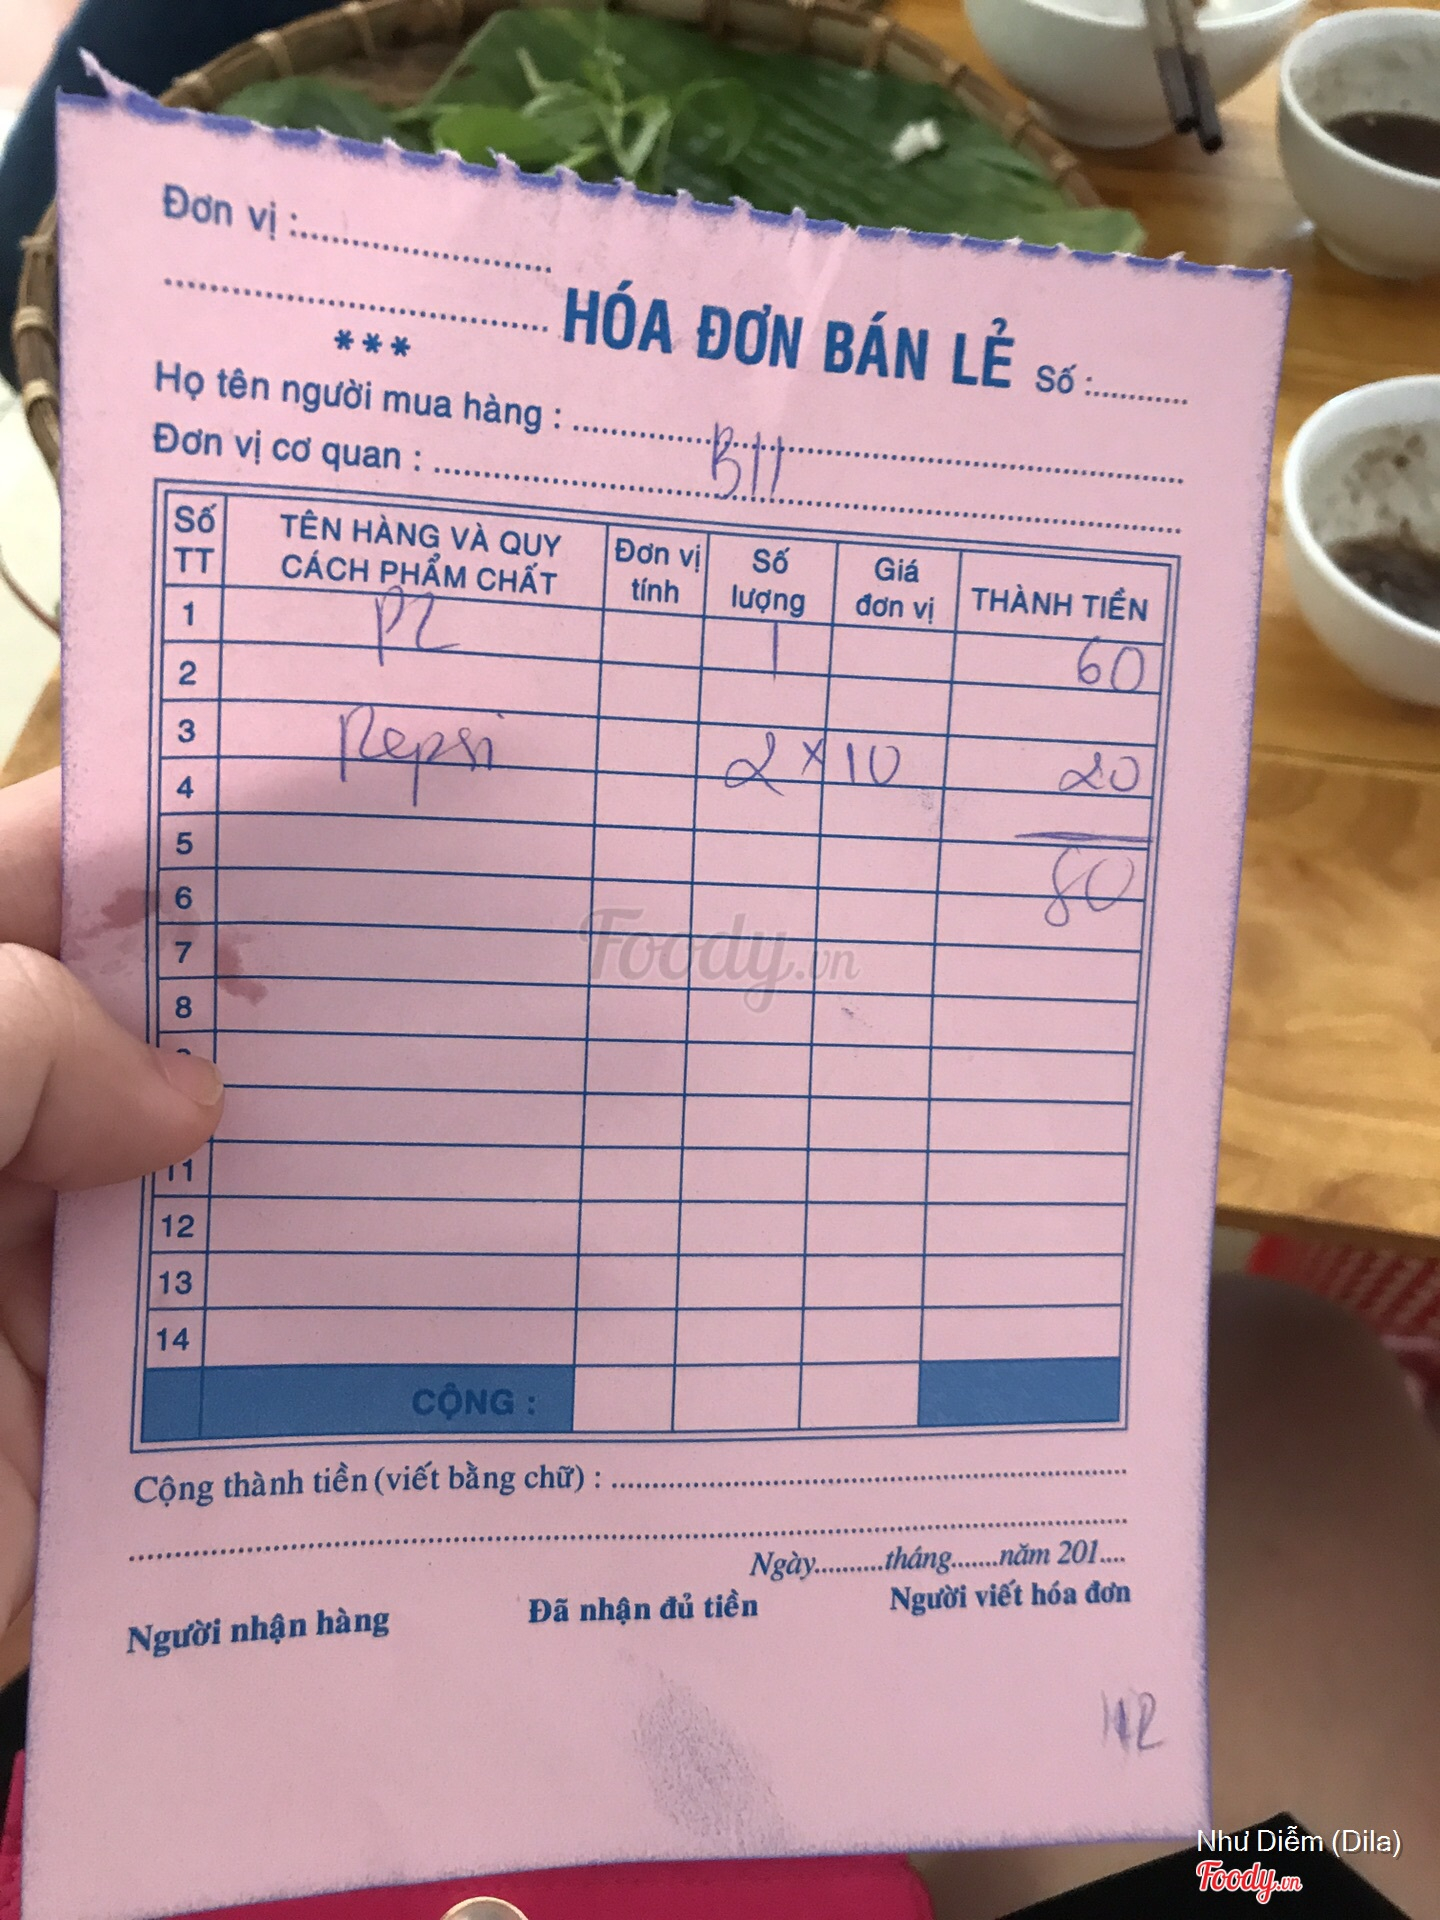 Đơn vị :....................
....................
***
HÓA ĐƠN BÁN LẺ Số :............
Họ tên người mua hàng : ....................
Đơn vị cơ quan : .................... B11
Số TT TÊN HÀNG VÀ QUY CÁCH PHẨM CHẤT Đơn vị tính Số lượng Giá đơn vị THÀNH TIỀN
1 PL 1 60
2
3 Pepsi 2 x 10 20
4
5 80
6
7
8
11
12
13
14
CỘNG :
Cộng thành tiền (viết bằng chữ) : ....................
....................
Ngày..........tháng.......năm 201....
Người nhận hàng Đã nhận đủ tiền Người viết hóa đơn
Foody.vn
Như Diễm (Dila)
Foody.vn